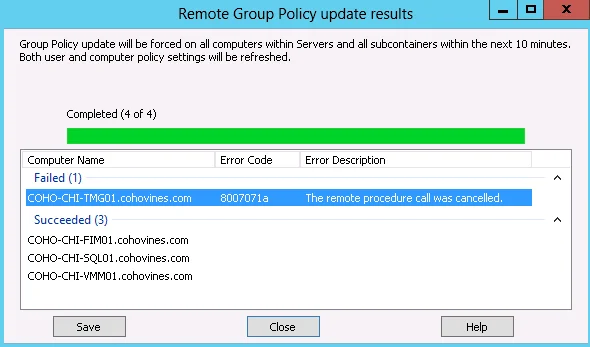 Remote Group Policy update results
Group Policy update will be forced on all computers within Servers and all subcontainers within the next 10 minutes.
Both user and computer policy settings will be refreshed.
Completed (4 of 4)
Computer Name Error Code Error Description
Failed (1)
COHO-CHI-TMG01.cohovines.com 8007071a The remote procedure call was cancelled.
Succeeded (3)
COHO-CHI-FIM01.cohovines.com
COHO-CHI-SQL01.cohovines.com
COHO-CHI-VMM01.cohovines.com
Save Close Help